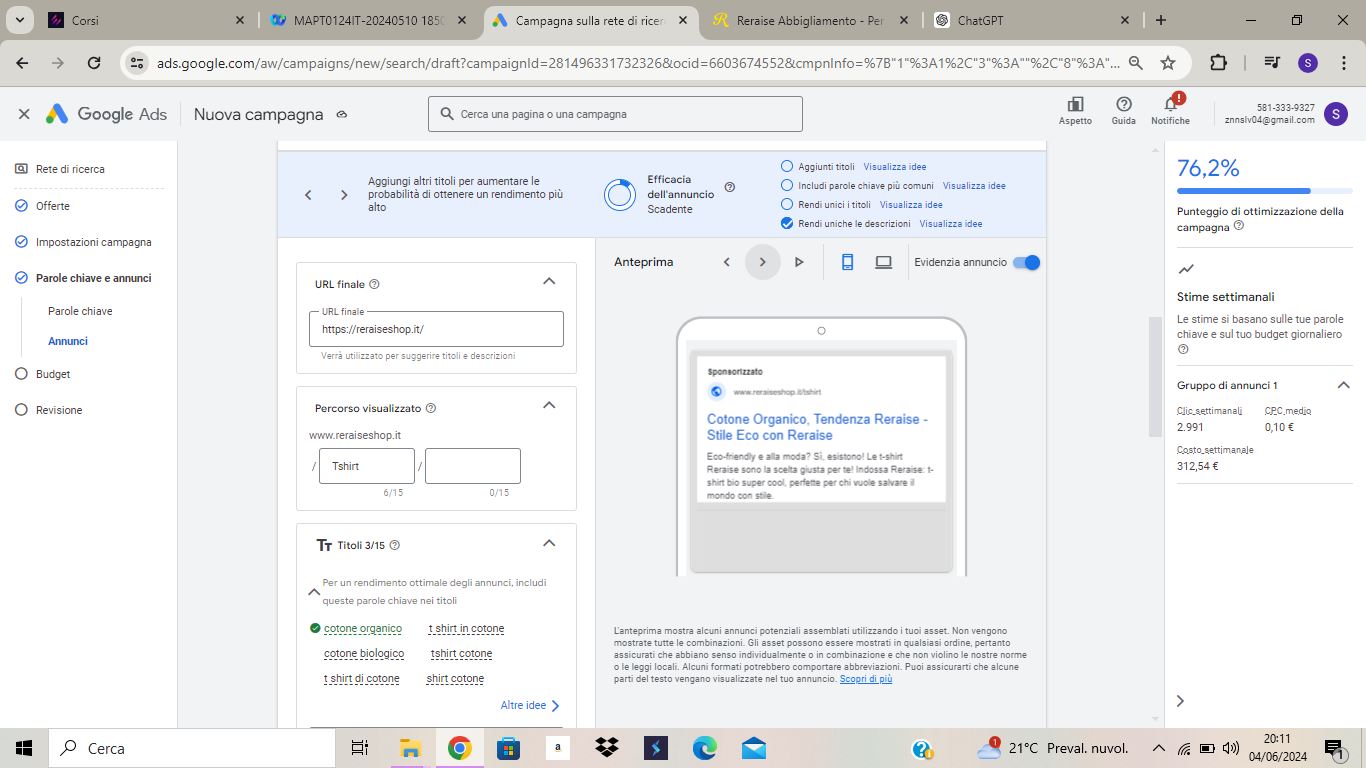 Corsi
MAPT0124IT-20240510 1850
Campagna sulla rete di ricer
Reraise Abbigliamento - Per
ChatGPT
ads.google.com/aw/campaigns/new/search/draft?campaignId=281496331732326&ocid=6603674552&cmpnInfo=%7B"1"%3A1%2C"3"%3A""%2C"8"%3A"...
S
Google Ads
Nuova campagna
Cerca una pagina o una campagna
Aspetto
Guida
Notifiche
581-333-9327
znnslv04@gmail.com
S
Rete di ricerca
Offerte
Impostazioni campagna
Parole chiave e annunci
Parole chiave
Annunci
Budget
Revisione
Aggiungi altri titoli per aumentare le
probabilità di ottenere un rendimento più
alto
Efficacia
dell'annuncio
Scadente
Aggiunti titoli Visualizza idee
Includi parole chiave più comuni Visualizza idee
Rendi unici i titoli Visualizza idee
Rendi uniche le descrizioni Visualizza idee
URL finale
URL finale
https://reraiseshop.it/
Verrà utilizzato per suggerire titoli e descrizioni
Percorso visualizzato
www.reraiseshop.it
/ Tshirt /
6/15 0/15
Titoli 3/15
Per un rendimento ottimale degli annunci, includi
queste parole chiave nei titoli
cotone organico t shirt in cotone
cotone biologico tshirt cotone
t shirt di cotone shirt cotone
Altre idee
Anteprima
Evidenzia annuncio
Sponsorizzato
www.reraiseshop.it/tshirt
Cotone Organico, Tendenza Reraise -
Stile Eco con Reraise
Eco-friendly e alla moda? Sì, esistono! Le t-shirt
Reraise sono la scelta giusta per te! Indossa Reraise: t-
shirt bio super cool, perfette per chi vuole salvare il
mondo con stile.
L'anteprima mostra alcuni annunci potenziali assemblati utilizzando i tuoi asset. Non vengono
mostrate tutte le combinazioni. Gli asset possono essere mostrati in qualsiasi ordine, pertanto
assicurati che abbiano senso individualmente o in combinazione e che non violino le nostre norme
o le leggi locali. Alcuni formati potrebbero comportare abbreviazioni. Puoi assicurarti che alcune
parti del testo vengano visualizzate nel tuo annuncio. Scopri di più
76,2%
Punteggio di ottimizzazione della
campagna
Stime settimanali
Le stime si basano sulle tue parole
chiave e sul tuo budget giornaliero
Gruppo di annunci 1
Clic settimanali CPC medio
2.991 0,10 €
Costo settimanale
312,54 €
Cerca
21°C Preval. nuvol.
20:11
04/06/2024